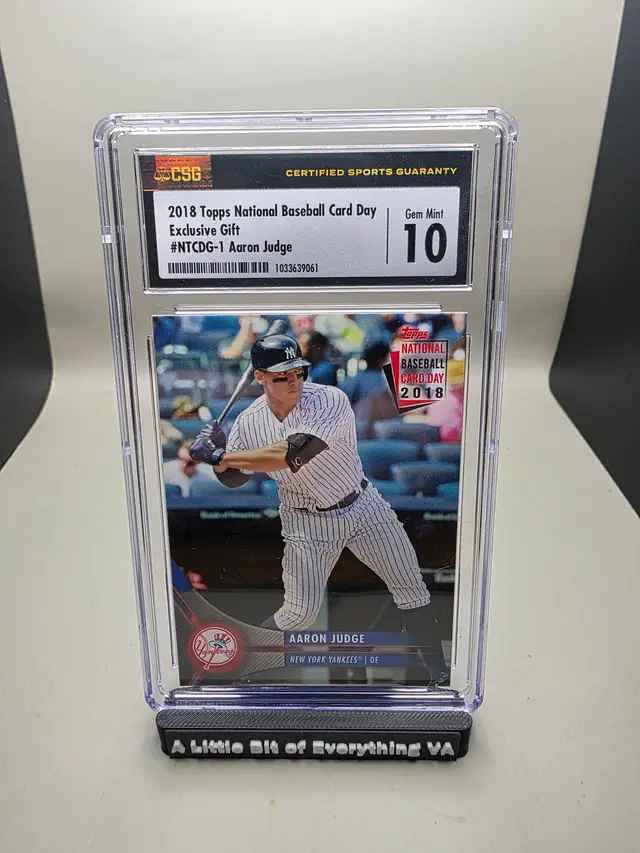 CSG
CERTIFIED SPORTS GUARANTY
2018 Topps National Baseball Card Day
Exclusive Gift
#NTCDG-1 Aaron Judge
1033639061
Gem Mint
10
Topps
NATIONAL
BASEBALL
CARD DAY
2018
NY
Yankees
AARON JUDGE
NEW YORK YANKEES® | OF
A Little Bit of Everything VA